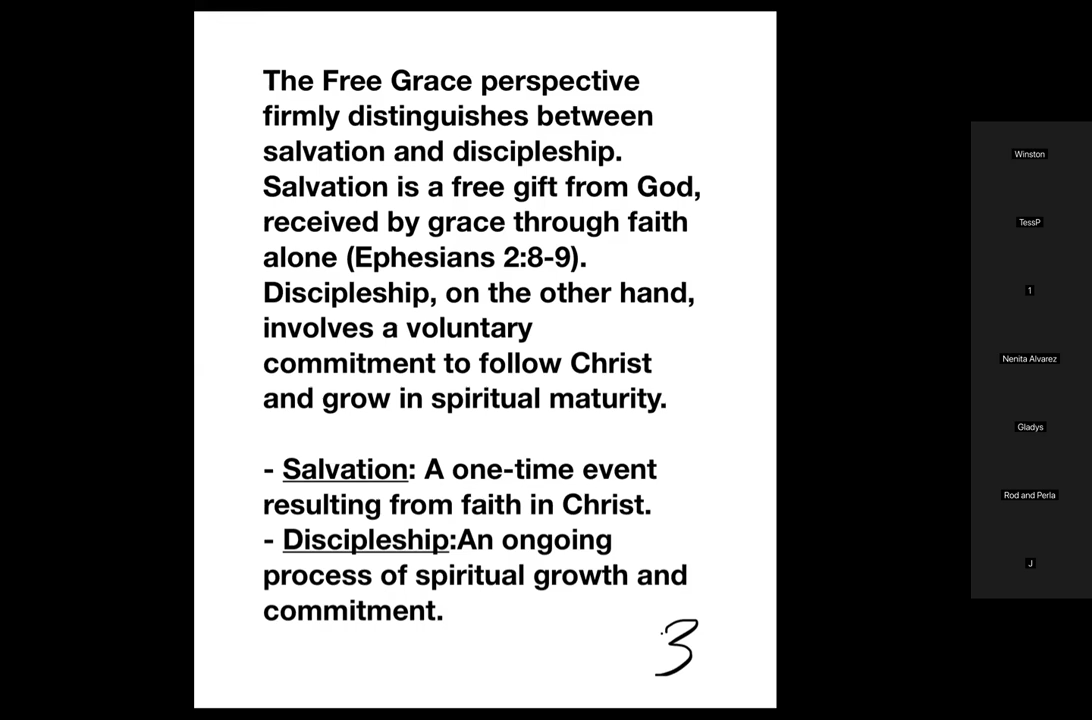 The Free Grace perspective
firmly distinguishes between
salvation and discipleship.
Salvation is a free gift from God,
received by grace through faith
alone (Ephesians 2:8-9).
Discipleship, on the other hand,
involves a voluntary
commitment to follow Christ
and grow in spiritual maturity.
- Salvation: A one-time event
resulting from faith in Christ.
- Discipleship:An ongoing
process of spiritual growth and
commitment.
3
Winston
TessP
1
Nenita Alvarez
Gladys
Rod and Perla
J